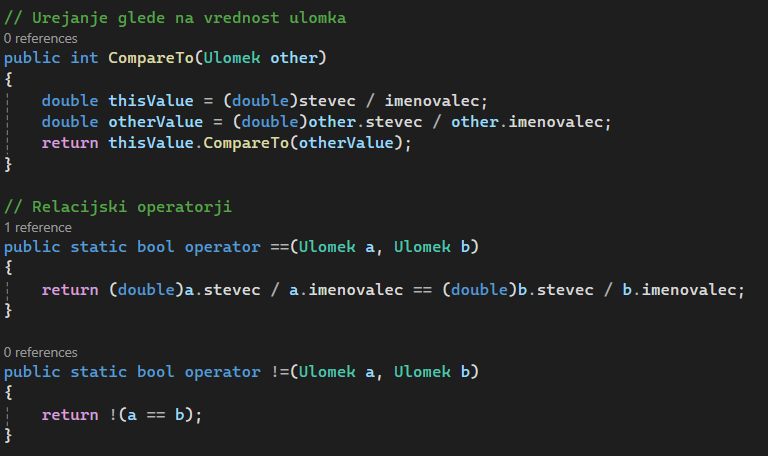 // Urejanje glede na vrednost ulomka
0 references
public int CompareTo(Ulomek other)
{
    double thisValue = (double)stevec / imenovalec;
    double otherValue = (double)other.stevec / other.imenovalec;
    return thisValue.CompareTo(otherValue);
}
// Relacijski operatorji
1 reference
public static bool operator ==(Ulomek a, Ulomek b)
{
    return (double)a.stevec / a.imenovalec == (double)b.stevec / b.imenovalec;
}
0 references
public static bool operator !=(Ulomek a, Ulomek b)
{
    return !(a == b);
}